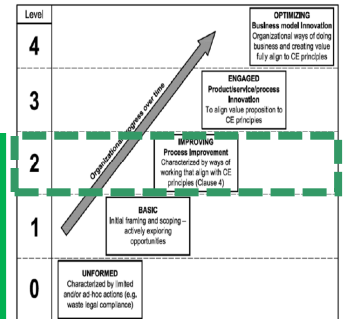 Level
4
OPTIMIZING
Business model Innovation
Organizational ways of doing
business and creating value
fully align to CE principles
3
ENGAGED
Product/service/process
Innovation
To align value proposition to
CE principles
Organizational progress over time
2
IMPROVING
Process Improvement
Characterized by ways of
working that align with CE
principles (Clause 4)
1
BASIC
Initial framing and scoping –
actively exploring
opportunities
0
UNFORMED
Characterized by limited
and/or ad-hoc actions (e.g.
waste legal compliance)